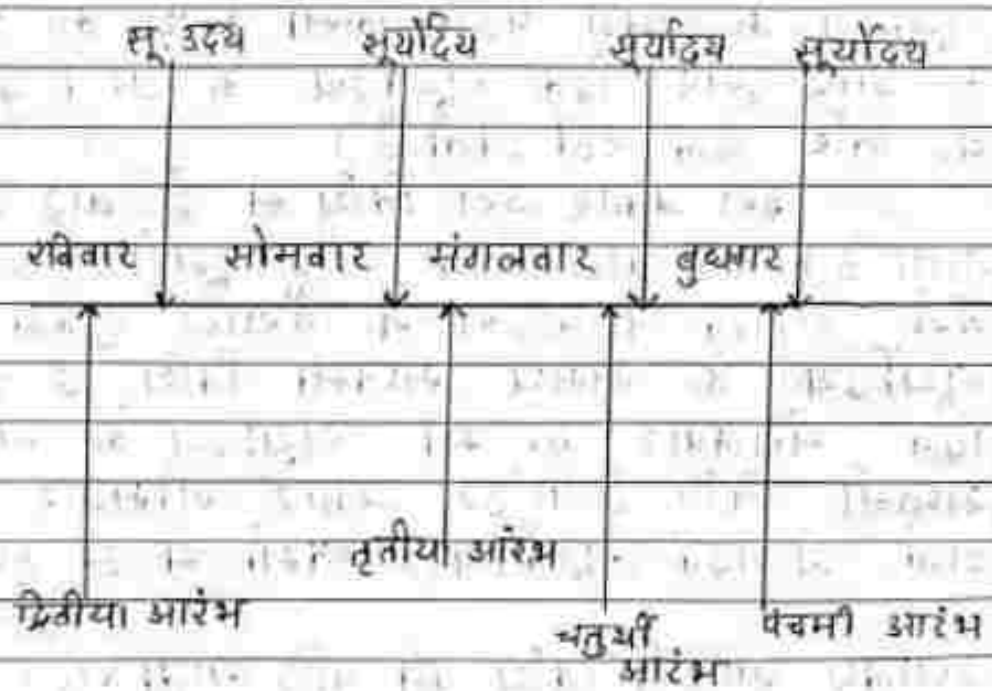 सू. उदय सूर्योदय सूर्यादय सूर्योदय
रविवार सोमवार मंगलवार बुधवार
तृतीया आरंभ
द्वितीया आरंभ चतुर्थी पंचमी आरंभ
आरंभ